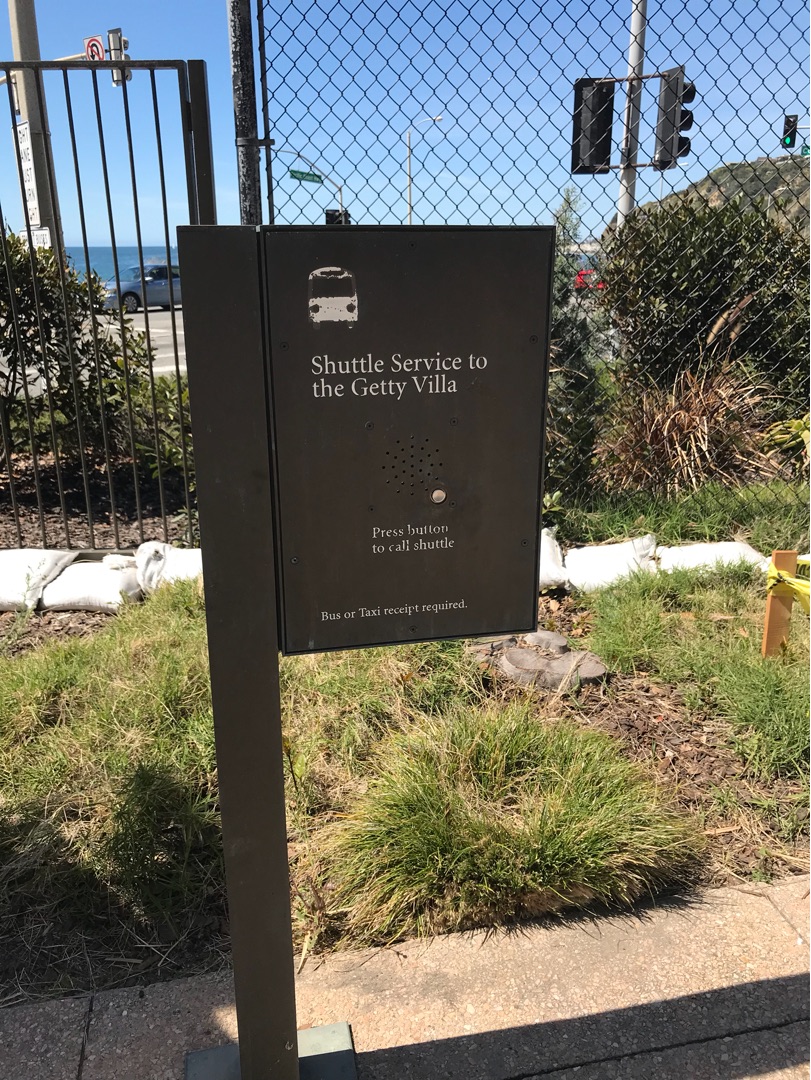 Shuttle Service to
the Getty Villa
Press button
to call shuttle
Bus or Taxi receipt required.